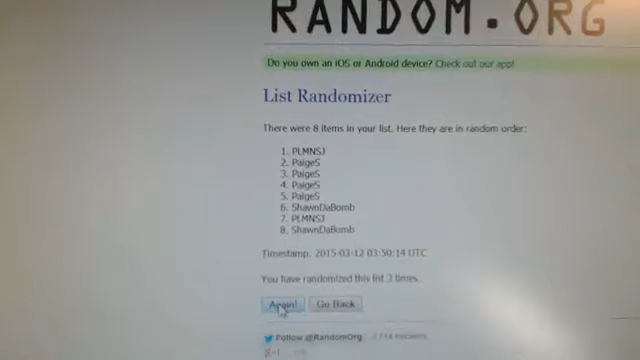 RANDOM.ORG
Do you own an iOS or Android device? Check out our app!
List Randomizer
There were 8 items in your list. Here they are in random order:
1. PLMNSJ
2. PaigeS
3. PaigeS
4. PaigeS
5. PaigeS
6. ShawnDaBomb
7. PLMNSJ
8. ShawnDaBomb
Timestamp: 2015-03-12 03:50:14 UTC
You have randomized this list 3 times.
Again! Go Back
Follow @RandomOrg